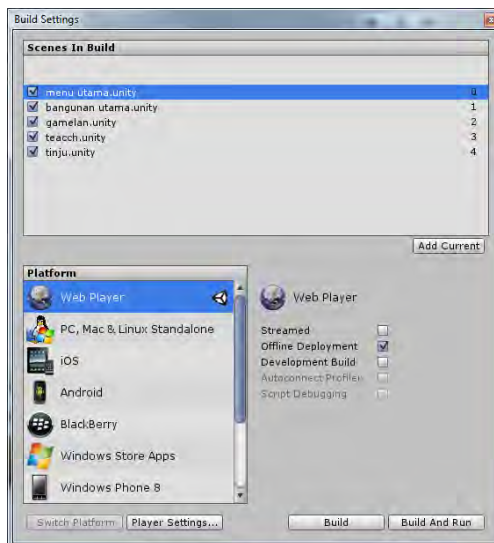 Build Settings
Scenes In Build
menu utama.unity 0
bangunan utama.unity 1
gamelan.unity 2
teacch.unity 3
tinju.unity 4
Add Current
Platform
Web Player
PC, Mac & Linux Standalone
iOS
Android
BlackBerry
Windows Store Apps
Windows Phone 8
Web Player
Streamed
Offline Deployment
Development Build
Autoconnect Profiler
Script Debugging
Switch Platform Player Settings... Build Build And Run